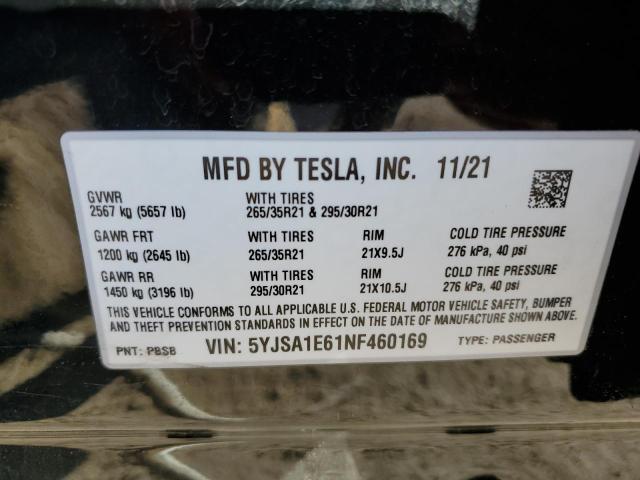 MFD BY TESLA, INC. 11/21
GVWR WITH TIRES
2567 kg (5657 lb) 265/35R21 & 295/30R21
GAWR FRT WITH TIRES RIM COLD TIRE PRESSURE
1200 kg (2645 lb) 265/35R21 21X9.5J 276 kPa, 40 psi
GAWR RR WITH TIRES RIM COLD TIRE PRESSURE
1450 kg (3196 lb) 295/30R21 21X10.5J 276 kPa, 40 psi
THIS VEHICLE CONFORMS TO ALL APPLICABLE U.S. FEDERAL MOTOR VEHICLE SAFETY, BUMPER
AND THEFT PREVENTION STANDARDS IN EFFECT ON THE DATE OF MANUFACTURE SHOWN ABOVE.
PNT: PBSB VIN: 5YJSA1E61NF460169 TYPE: PASSENGER